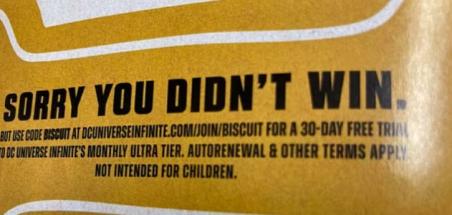 SORRY YOU DIDN'T WIN.
BUT USE CODE BISCUIT AT DCUNIVERSEINFINITE.COM/JOIN/BISCUIT FOR A 30-DAY FREE TRIAL
TO DC UNIVERSE INFINITE'S MONTHLY ULTRA TIER. AUTORENEWAL & OTHER TERMS APPLY.
NOT INTENDED FOR CHILDREN.